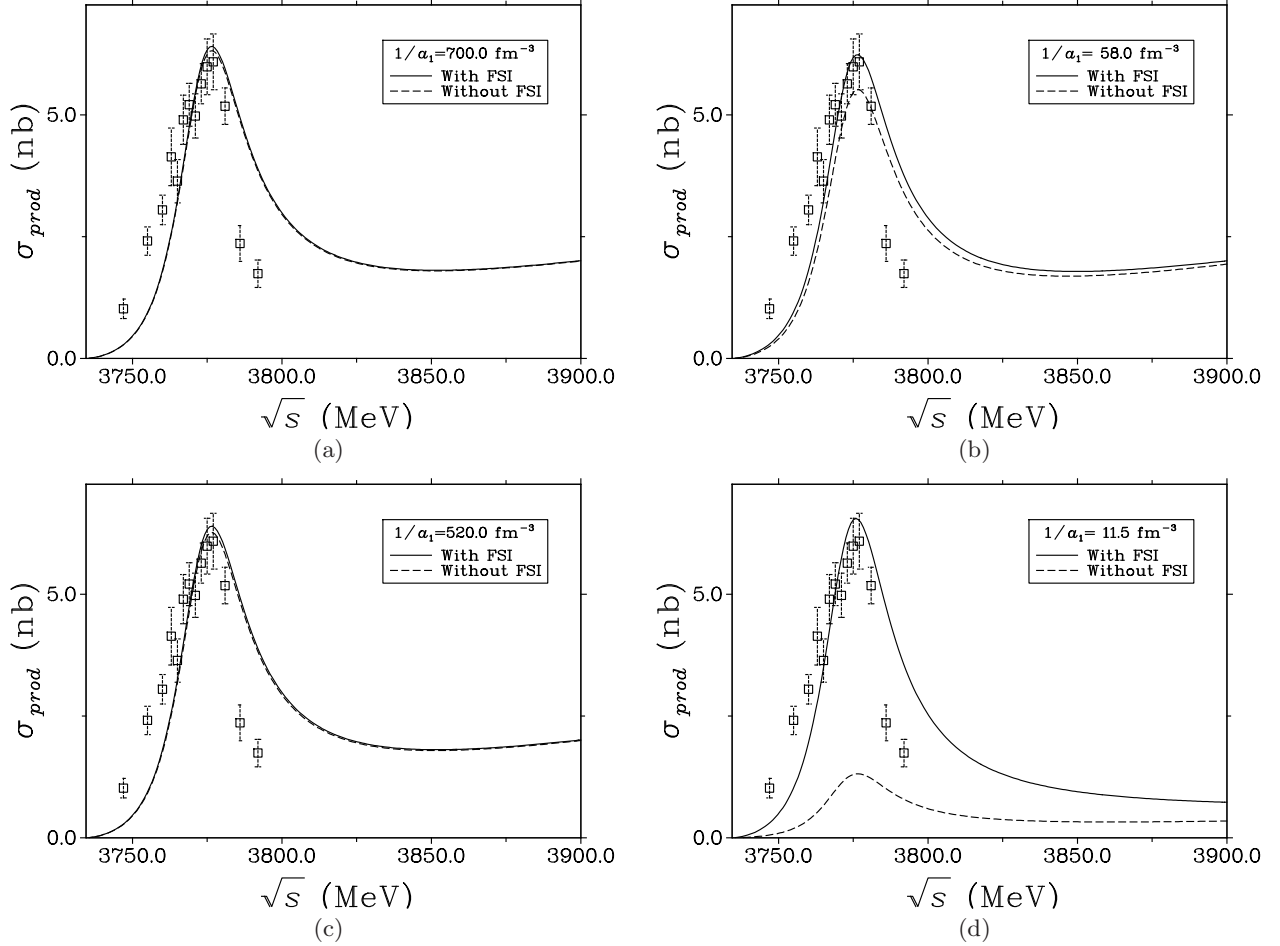 1/a₁=700.0 fm⁻³
With FSI
Without FSI
σ_prod (nb)
5.0
0.0
3750.0 3800.0 3850.0 3900.0
√s (MeV)
(a)
1/a₁= 58.0 fm⁻³
With FSI
Without FSI
σ_prod (nb)
5.0
0.0
3750.0 3800.0 3850.0 3900.0
√s (MeV)
(b)
1/a₁=520.0 fm⁻³
With FSI
Without FSI
σ_prod (nb)
5.0
0.0
3750.0 3800.0 3850.0 3900.0
√s (MeV)
(c)
1/a₁= 11.5 fm⁻³
With FSI
Without FSI
σ_prod (nb)
5.0
0.0
3750.0 3800.0 3850.0 3900.0
√s (MeV)
(d)